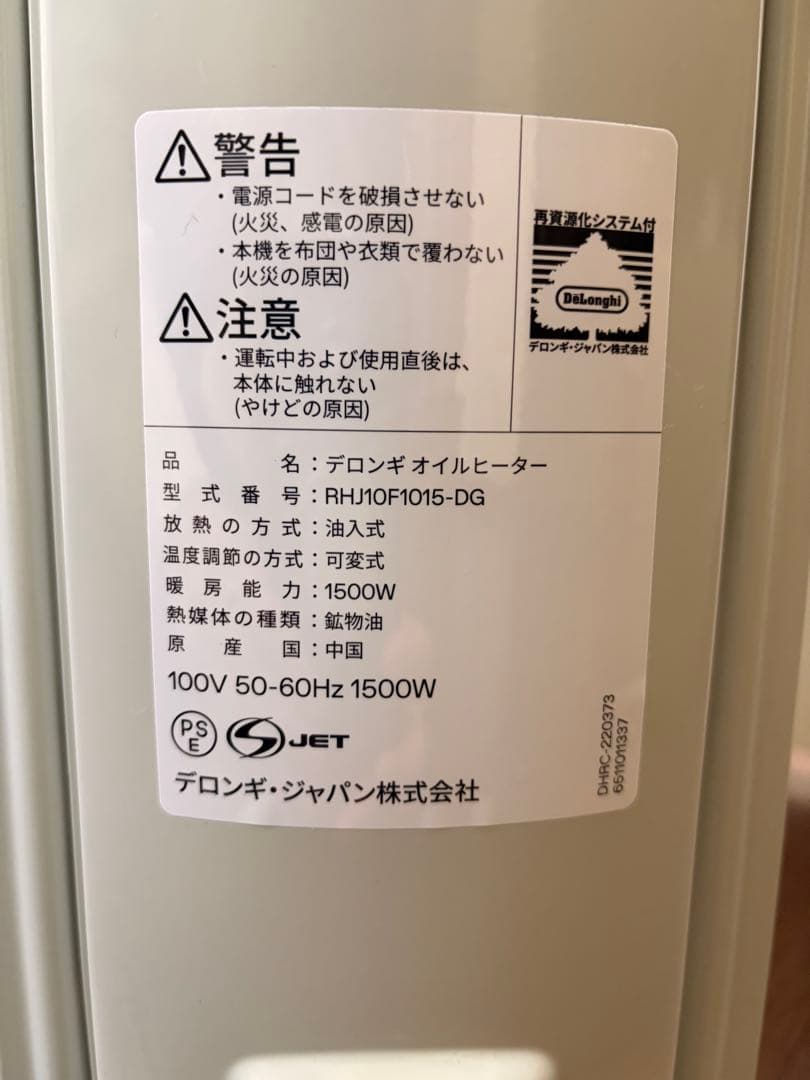 警告
・電源コードを破損させない
(火災、感電の原因)
・本機を布団や衣類で覆わない
(火災の原因)
注意
・運転中および使用直後は、
本体に触れない
(やけどの原因)
再資源化システム付
DeLonghi
デロンギ・ジャパン株式会社
品名：デロンギ オイルヒーター
型式番号：RHJ10F1015-DG
放熱の方式：油入式
温度調節の方式：可変式
暖房能力：1500W
熱媒体の種類：鉱物油
原産国：中国
100V 50-60Hz 1500W
PS
E
JET
デロンギ・ジャパン株式会社
DHRC-220373
6511011337